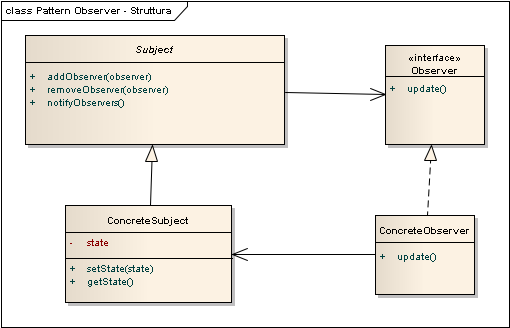 class Pattern Observer - Struttura
Subject
+ addObserver(observer)
+ removeObserver(observer)
+ notifyObservers()
«interface»
Observer
+ update()
ConcreteSubject
- state
+ setState(state)
+ getState()
ConcreteObserver
+ update()